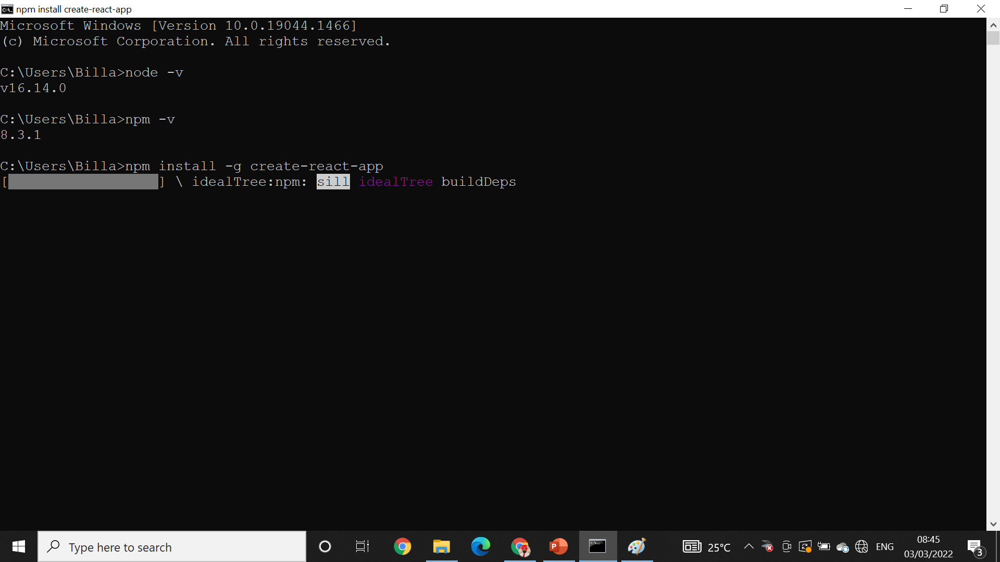 npm install create-react-app
Microsoft Windows [Version 10.0.19044.1466]
(c) Microsoft Corporation. All rights reserved.
C:\Users\Billa>node -v
v16.14.0
C:\Users\Billa>npm -v
8.3.1
C:\Users\Billa>npm install -g create-react-app
[                  ] \ idealTree:npm: sill idealTree buildDeps
Type here to search
25°C
ENG
08:45
03/03/2022
3